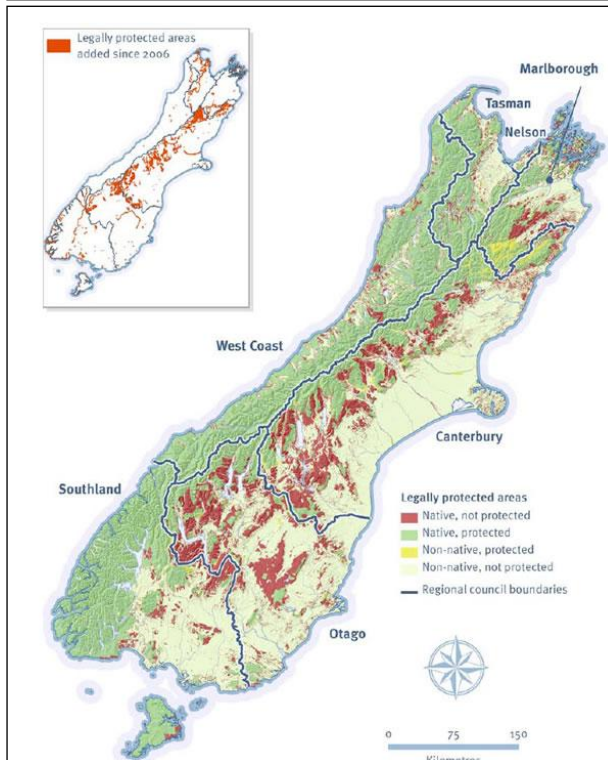 Legally protected areas
added since 2006
Marlborough
Tasman
Nelson
West Coast
Canterbury
Southland
Otago
Legally protected areas
Native, not protected
Native, protected
Non-native, protected
Non-native, not protected
Regional council boundaries
0 75 150
Kilometres